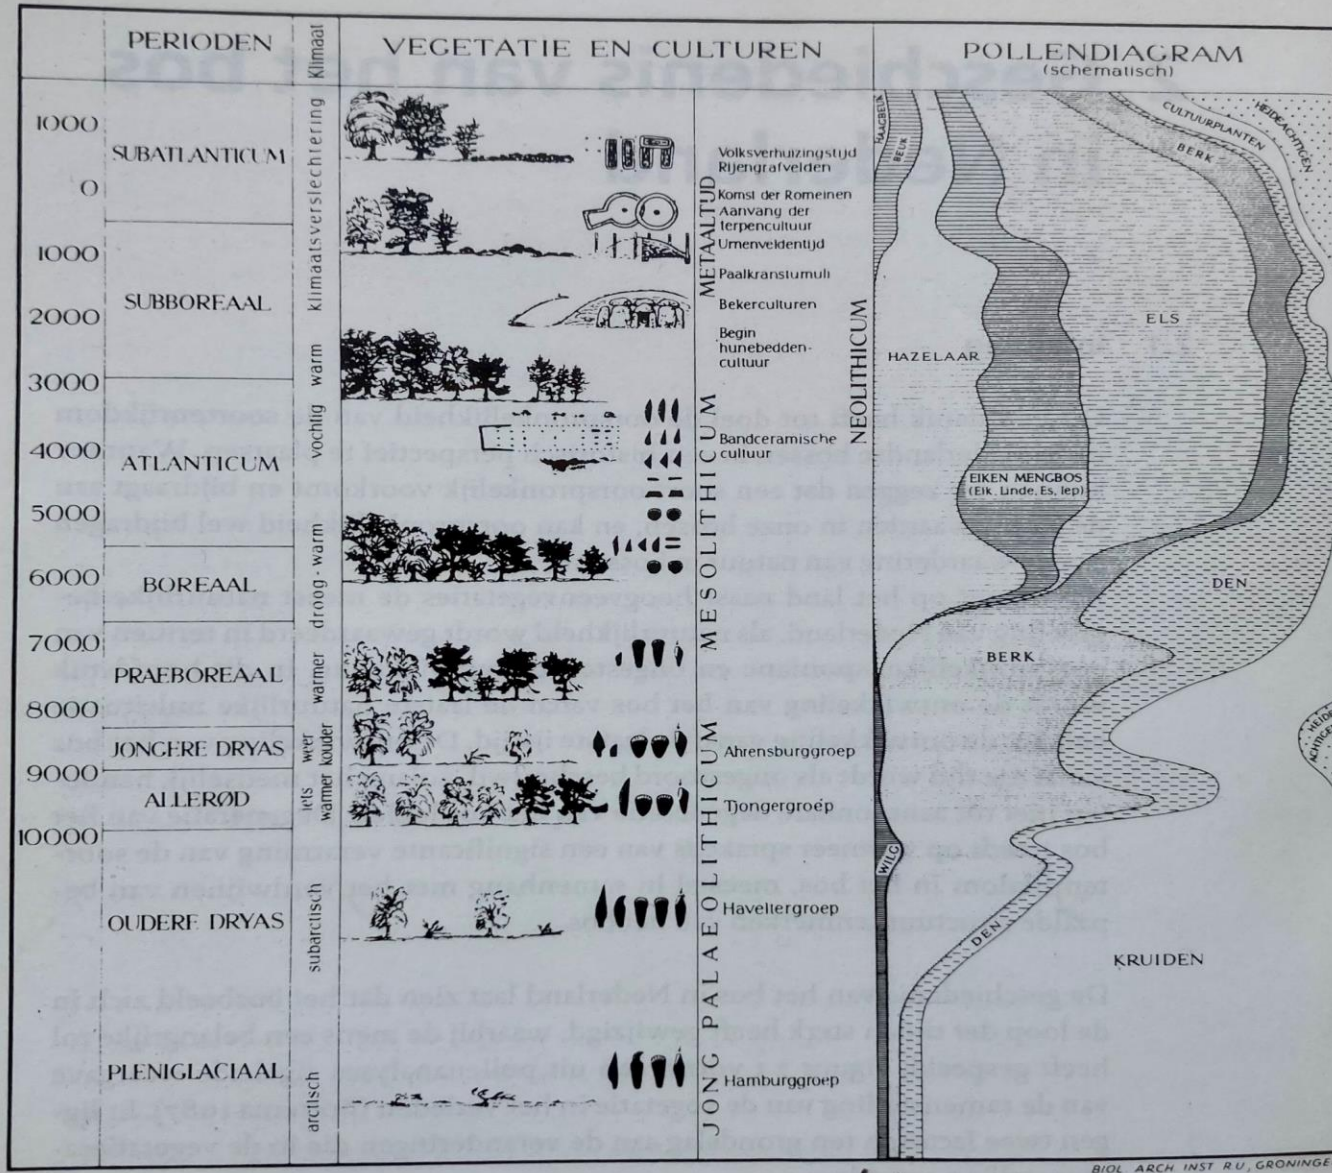 PERIODEN
Klimaat
VEGETATIE EN CULTUREN
POLLENDIAGRAM
(schematisch)
1000
0
1000
2000
3000
4000
5000
6000
7000
8000
9000
10000
SUBATLANTICUM
SUBBOREAAL
ATLANTICUM
BOREAAL
PRAEBOREAAL
JONGERE DRYAS
ALLERØD
OUDERE DRYAS
PLENIGLACIAAL
Klimaatsverslechtering
warm
vochtig
droog - warm
warmer
weer
kouder
iets
warmer
subarctisch
arctisch
Volksverhuizingstijd
Rijengrafvelden
Komst der Romeinen
Aanvang der
terpencultuur
Urnenveldentijd
Paalkranstumuli
Bekerculturen
Begin
hunebedden-
cultuur
Bandceramische
cultuur
Ahrensburggroep
Tjongergroep
Haveltergroep
Hamburggroep
METAALTIJD
NEOLITHICUM
MESOLITHICUM
JONG PALAEOLITHICUM
HAAGBEUK
BEUK
HAZELAAR
EIKEN MENGBOS
(Eik, Linde, Es, Iep)
ELS
BERK
CULTUURPLANTEN
HEIDEACHTIGEN
DEN
BERK
WILG
DEN
KRUIDEN
BIOL. ARCH. INST. R.U., GRONINGE